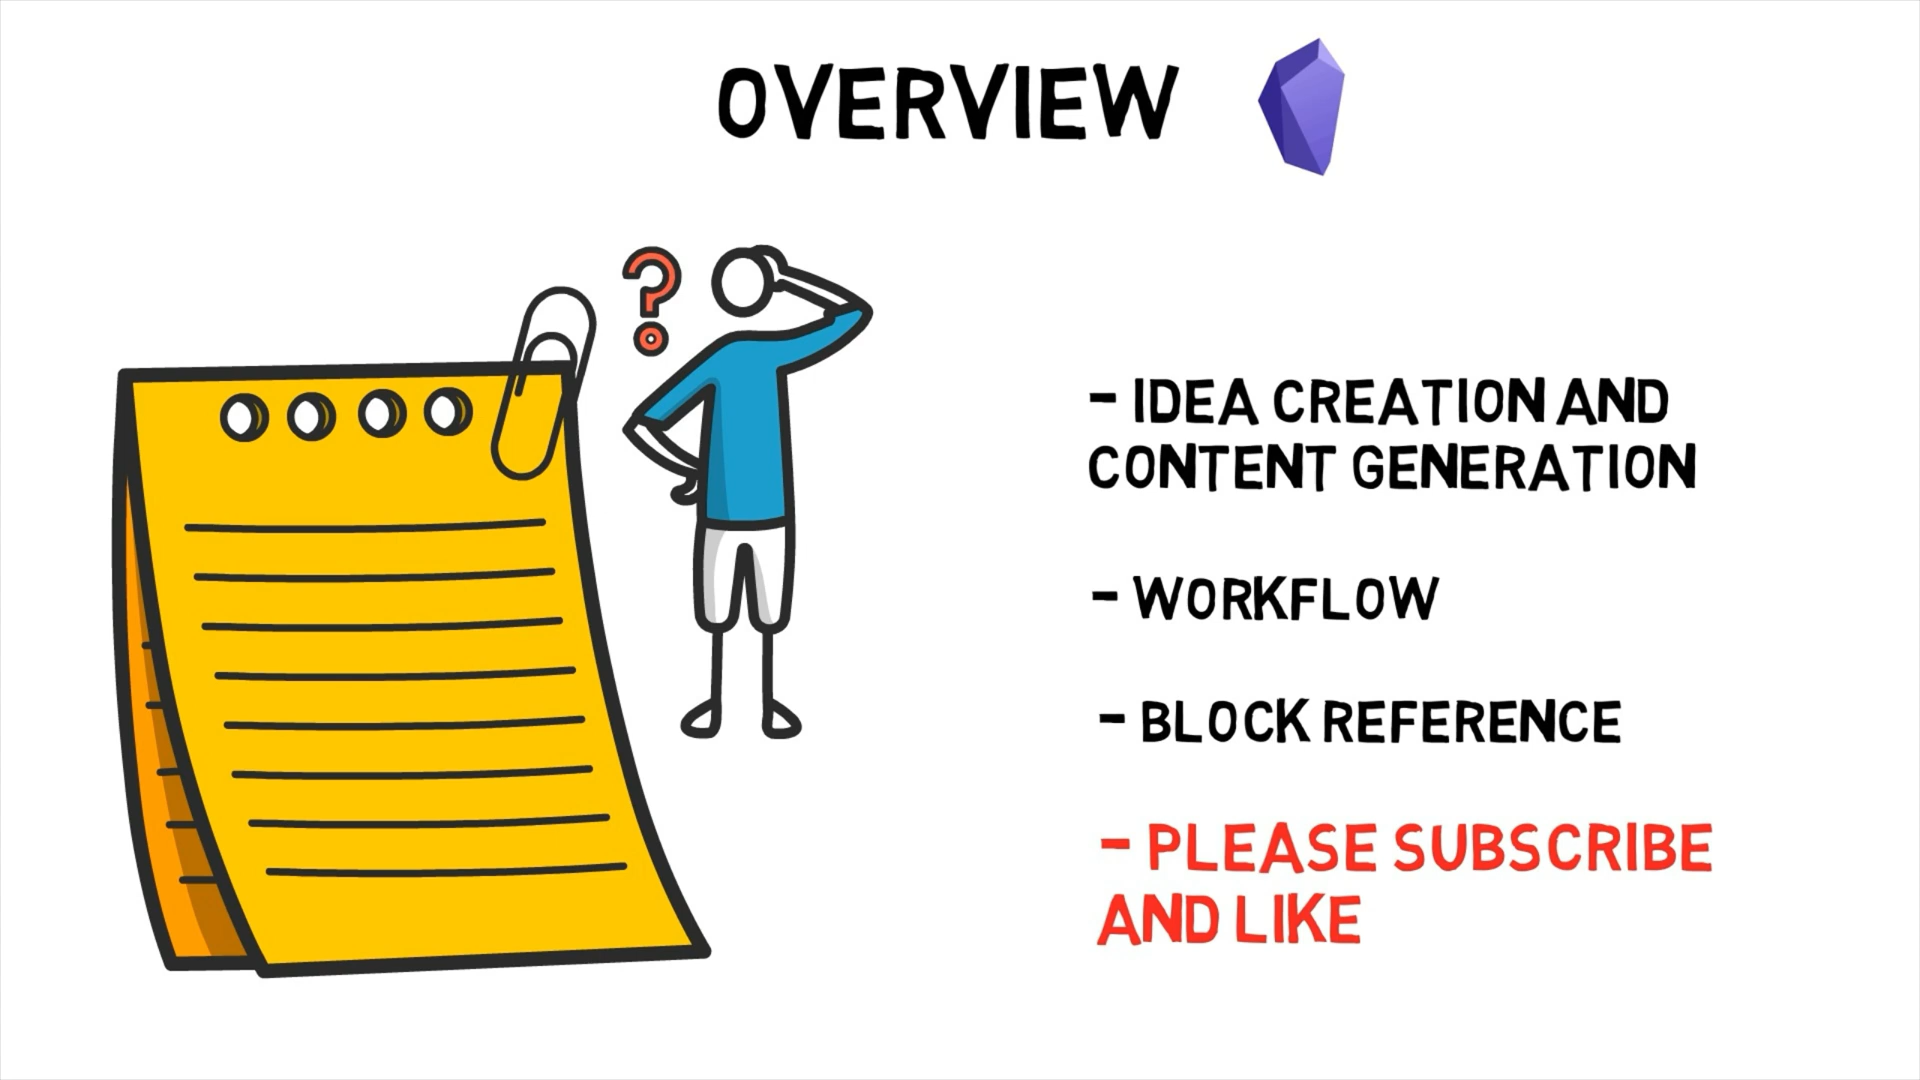 OVERVIEW
?
- IDEA CREATION AND
CONTENT GENERATION
- WORKFLOW
- BLOCK REFERENCE
- PLEASE SUBSCRIBE
AND LIKE